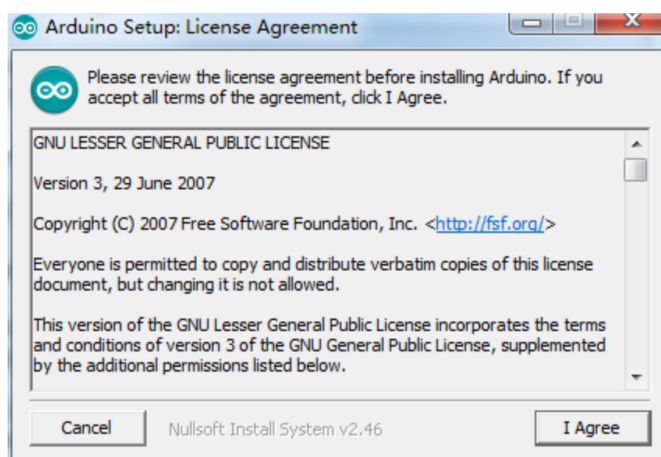 Arduino Setup: License Agreement
Please review the license agreement before installing Arduino. If you
accept all terms of the agreement, click I Agree.
GNU LESSER GENERAL PUBLIC LICENSE
Version 3, 29 June 2007
Copyright (C) 2007 Free Software Foundation, Inc. <http://fsf.org/>
Everyone is permitted to copy and distribute verbatim copies of this license
document, but changing it is not allowed.
This version of the GNU Lesser General Public License incorporates the terms
and conditions of version 3 of the GNU General Public License, supplemented
by the additional permissions listed below.
Cancel
Nullsoft Install System v2.46
I Agree